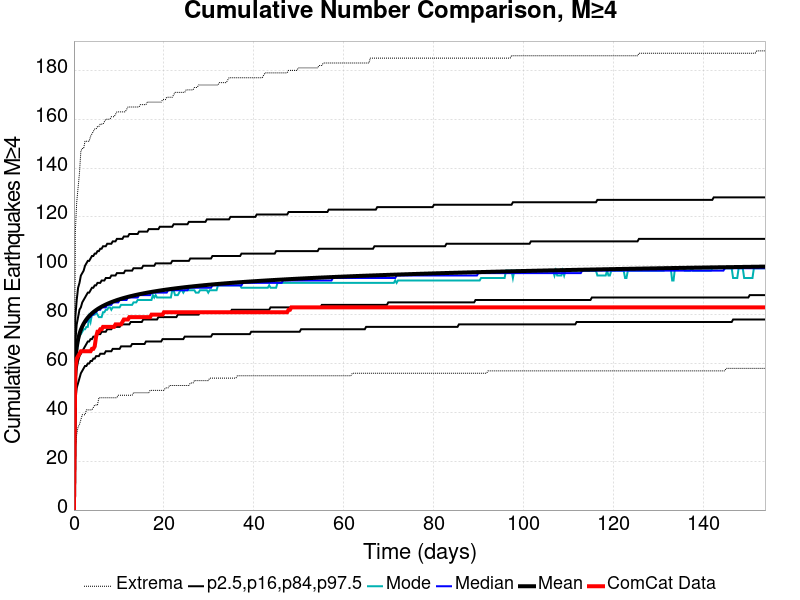 Cumulative Number Comparison, M≥4
Cumulative Num Earthquakes M≥4
180
160
140
120
100
80
60
40
20
0
0 20 40 60 80 100 120 140
Time (days)
Extrema p2.5,p16,p84,p97.5 Mode Median Mean ComCat Data